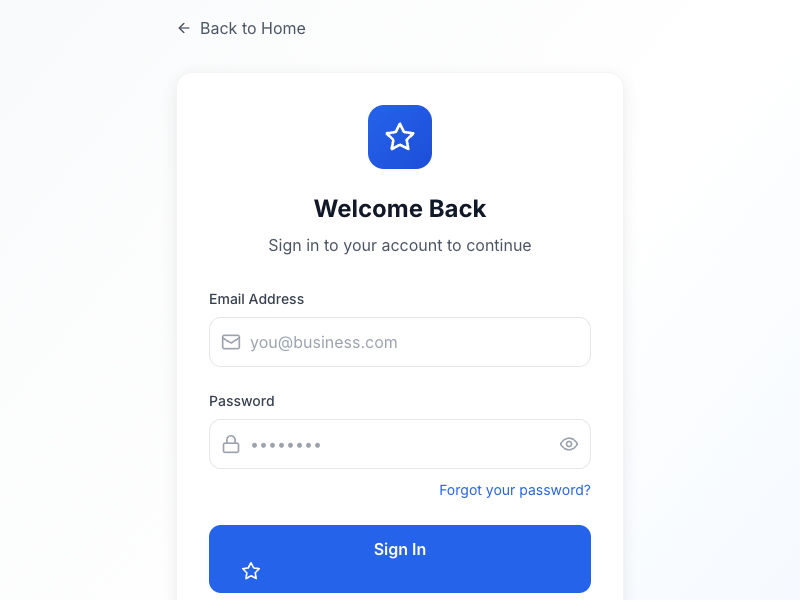 Back to Home
Welcome Back
Sign in to your account to continue
Email Address
you@business.com
Password
••••••••
Forgot your password?
Sign In